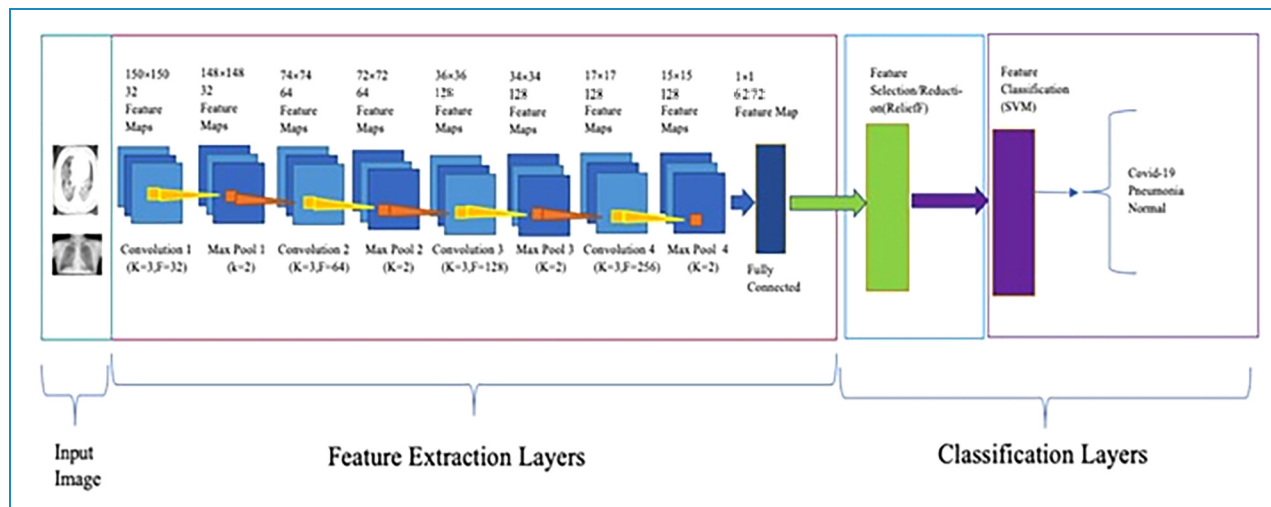 150×150
32
Feature
Maps
148×148
32
Feature
Maps
74×74
64
Feature
Maps
72×72
64
Feature
Maps
36×36
128
Feature
Maps
34×34
128
Feature
Maps
17×17
128
Feature
Maps
15×15
128
Feature
Maps
1×1
6272
Feature Map
Feature
Selection/Reducti-
on(ReliefF)
Feature
Classification
(SVM)
Convolution 1
(K=3,F=32)
Max Pool 1
(k=2)
Convolution 2
(K=3,F=64)
Max Pool 2
(K=2)
Convolution 3
(K=3,F=128)
Max Pool 3
(K=2)
Convolution 4
(K=3,F=256)
Max Pool 4
(K=2)
Fully
Connected
Covid-19
Pneumonia
Normal
Input
Image
Feature Extraction Layers
Classification Layers